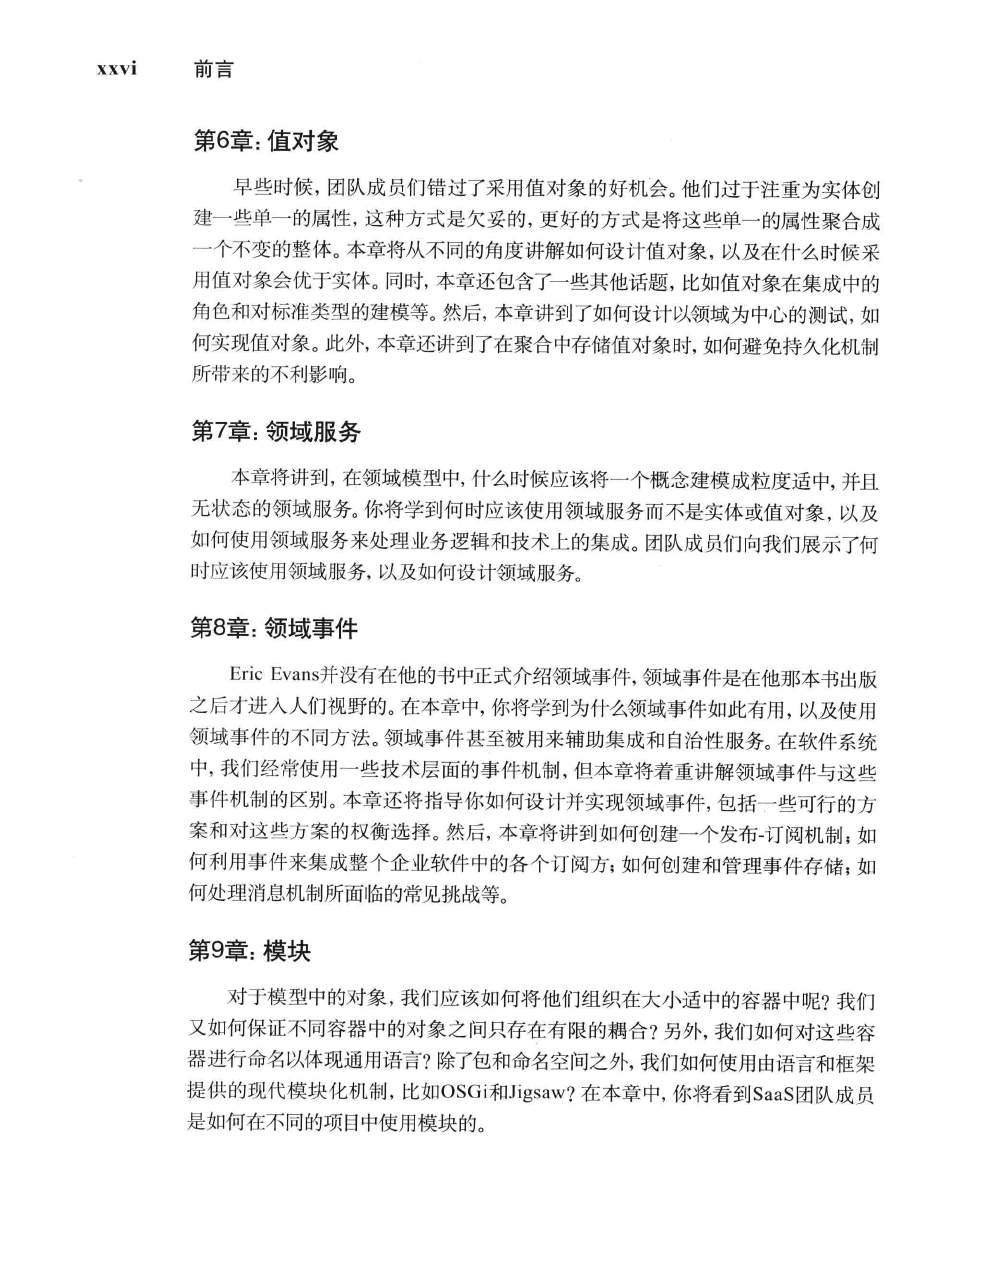 xxvi 前言
第6章：值对象
早些时候，团队成员们错过了采用值对象的好机会。他们过于注重为实体创
建一些单一的属性，这种方式是欠妥的，更好的方式是将这些单一的属性聚合成
一个不变的整体。本章将从不同的角度讲解如何设计值对象，以及在什么时候采
用值对象会优于实体。同时，本章还包含了一些其他话题，比如值对象在集成中的
角色和对标准类型的建模等。然后，本章讲到了如何设计以领域为中心的测试，如
何实现值对象。此外，本章还讲到了在聚合中存储值对象时，如何避免持久化机制
所带来的不利影响。
第7章：领域服务
本章将讲到，在领域模型中，什么时候应该将一个概念建模成粒度适中，并且
无状态的领域服务。你将学到何时应该使用领域服务而不是实体或值对象，以及
如何使用领域服务来处理业务逻辑和技术上的集成。团队成员们向我们展示了何
时应该使用领域服务，以及如何设计领域服务。
第8章：领域事件
Eric Evans并没有在他的书中正式介绍领域事件，领域事件是在他那本书出版
之后才进入人们视野的。在本章中，你将学到为什么领域事件如此有用，以及使用
领域事件的不同方法。领域事件甚至被用来辅助集成和自治性服务。在软件系统
中，我们经常使用一些技术层面的事件机制，但本章将着重讲解领域事件与这些
事件机制的区别。本章还将指导你如何设计并实现领域事件，包括一些可行的方
案和对这些方案的权衡选择。然后，本章将讲到如何创建一个发布-订阅机制；如
何利用事件来集成整个企业软件中的各个订阅方；如何创建和管理事件存储；如
何处理消息机制所面临的常见挑战等。
第9章：模块
对于模型中的对象，我们应该如何将他们组织在大小适中的容器中呢？我们
又如何保证不同容器中的对象之间只存在有限的耦合？另外，我们如何对这些容
器进行命名以体现通用语言？除了包和命名空间之外，我们如何使用由语言和框架
提供的现代模块化机制，比如OSGi和Jigsaw？在本章中，你将看到SaaS团队成员
是如何在不同的项目中使用模块的。